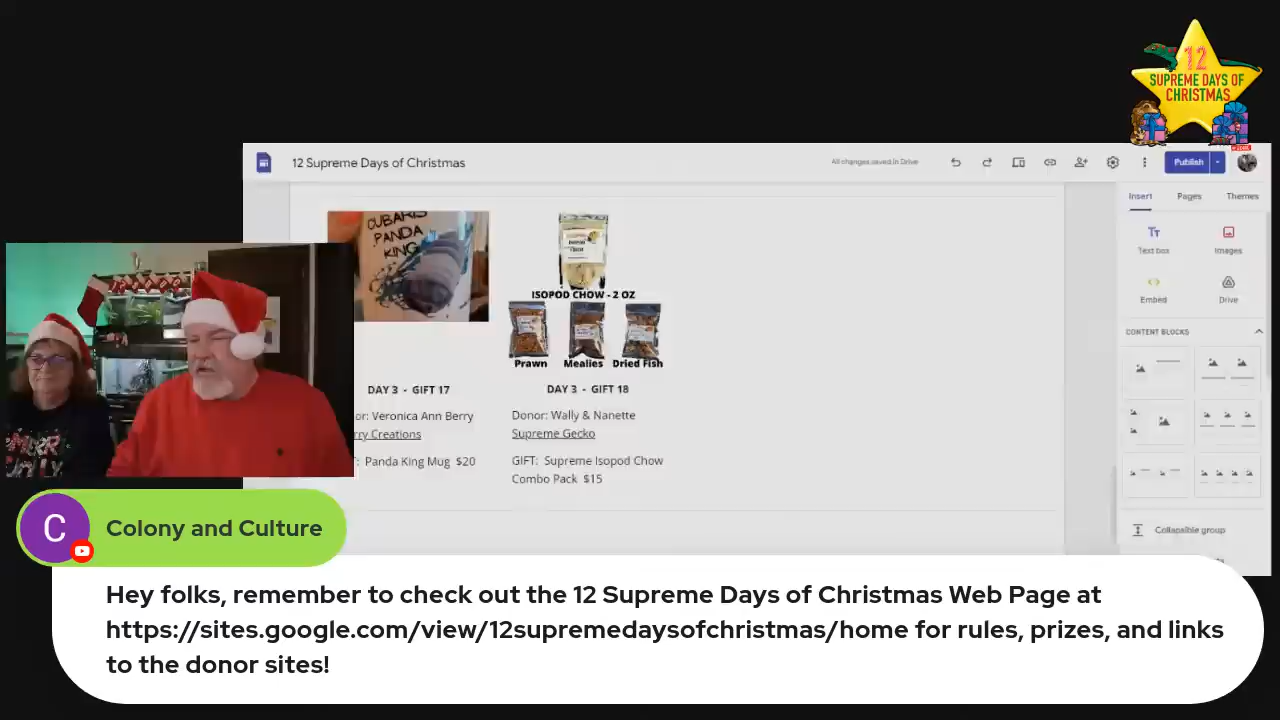 12
SUPREME DAYS OF
CHRISTMAS
12 Supreme Days of Christmas
All changes saved in Drive
Publish
Insert
Pages
Themes
Text box
Images
Embed
Drive
CONTENT BLOCKS
Collapsible group
CUBARIS
PANDA
KING
ISOPOD CHOW - 2 OZ
Prawn
Mealies
Dried Fish
DAY 3 - GIFT 17
DAY 3 - GIFT 18
or: Veronica Ann Berry
rry Creations
: Panda King Mug $20
Donor: Wally & Nanette
Supreme Gecko
GIFT: Supreme Isopod Chow
Combo Pack $15
C
Colony and Culture
Hey folks, remember to check out the 12 Supreme Days of Christmas Web Page at
https://sites.google.com/view/12supremedaysofchristmas/home for rules, prizes, and links
to the donor sites!